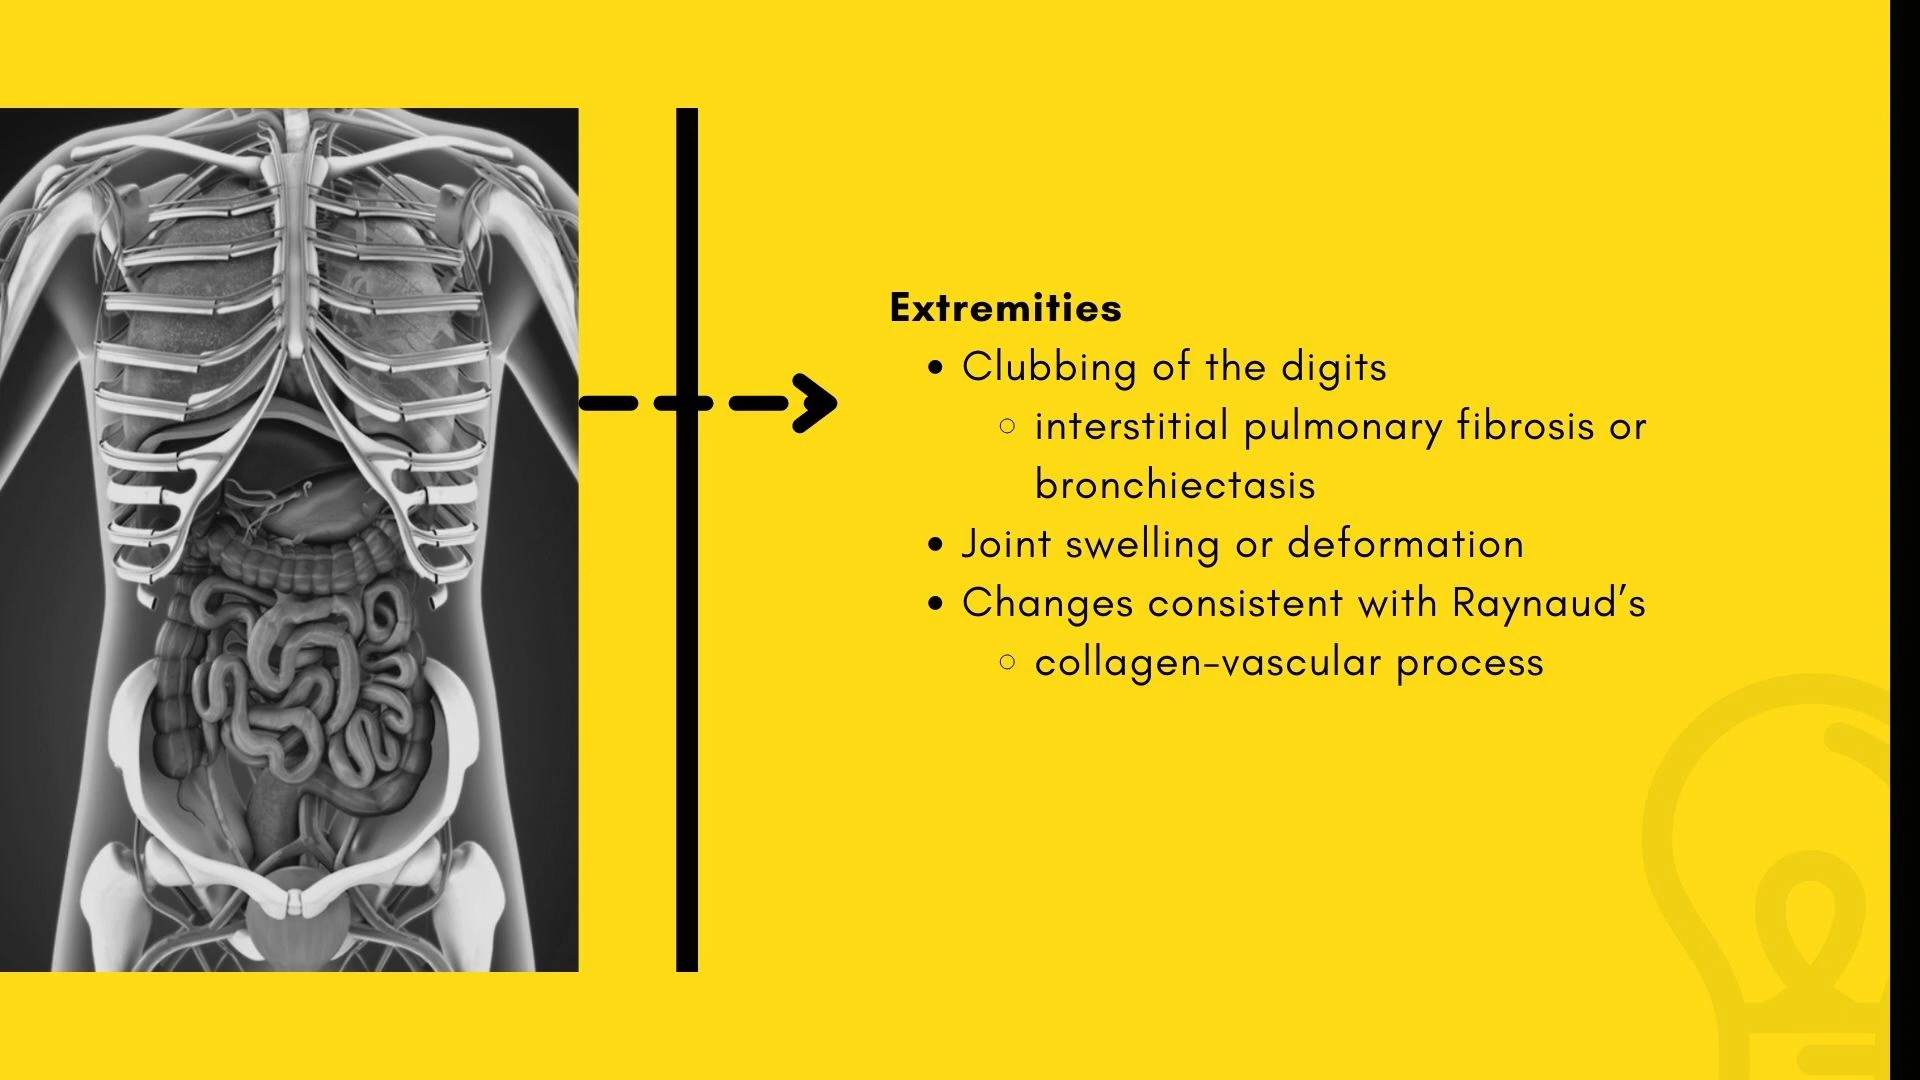 Extremities
• Clubbing of the digits
○ interstitial pulmonary fibrosis or
bronchiectasis
• Joint swelling or deformation
• Changes consistent with Raynaud’s
○ collagen-vascular process